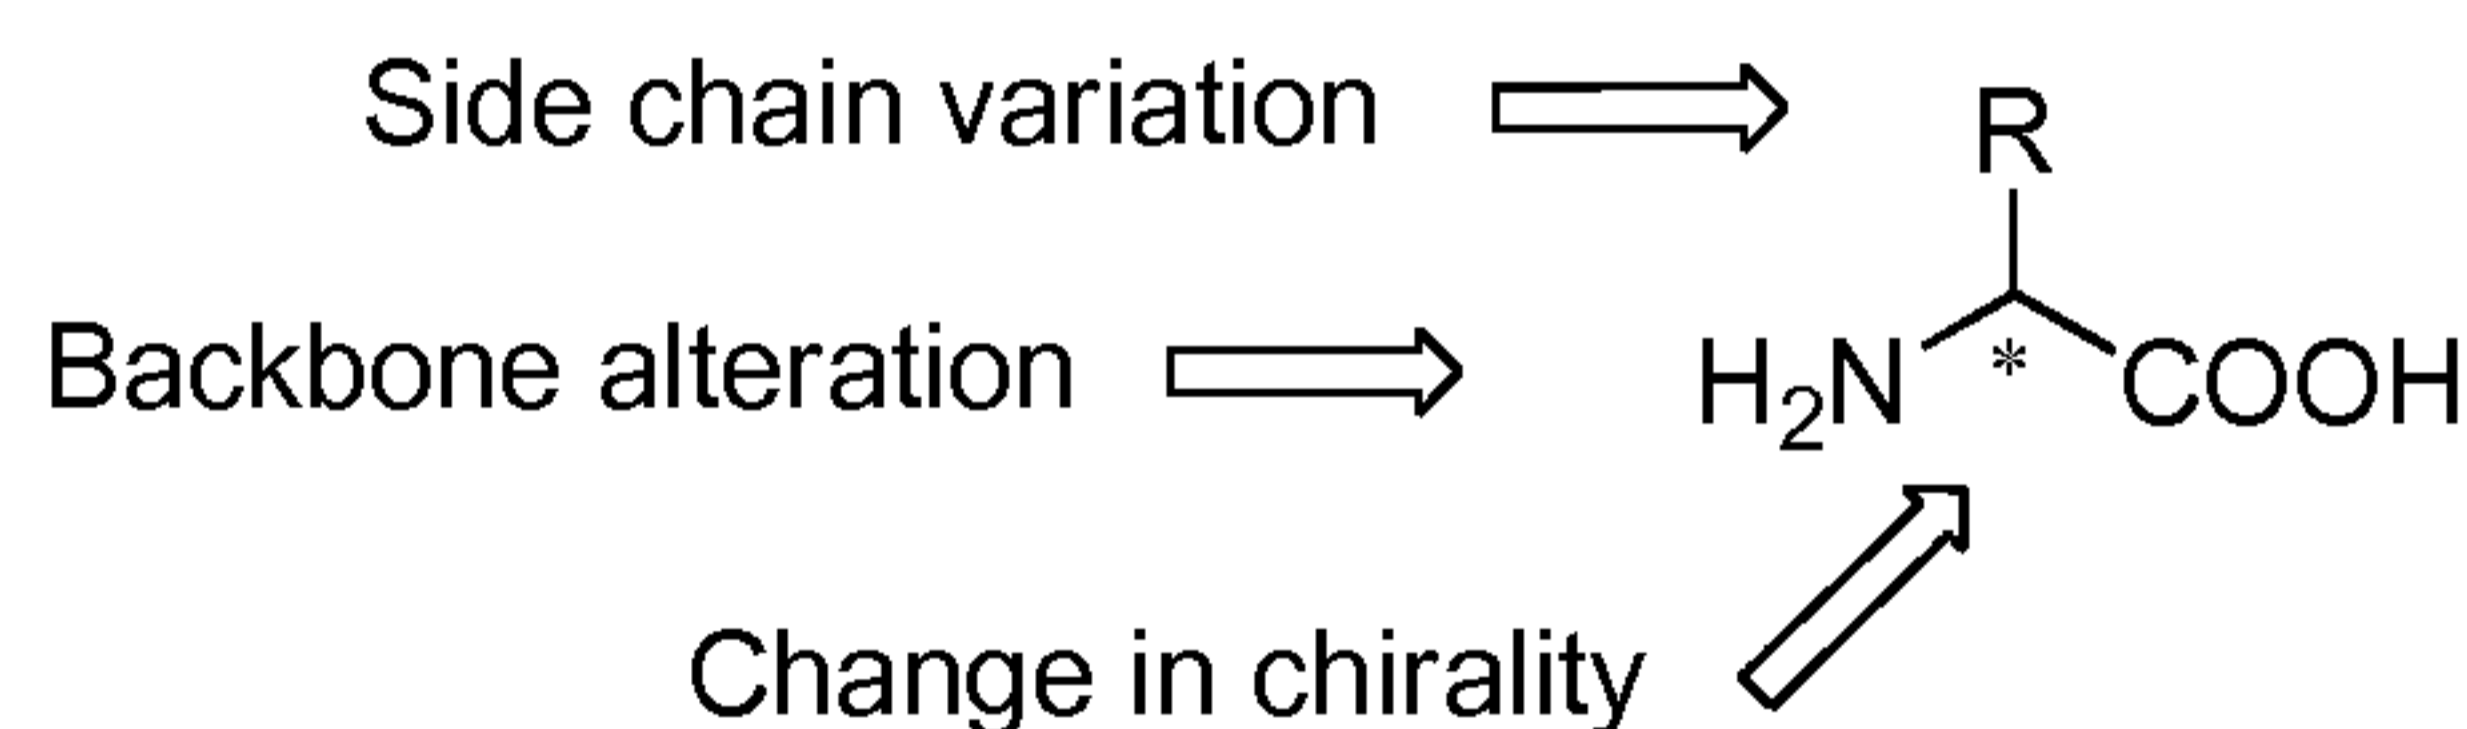 Side chain variation
R
Backbone alteration
H2N * COOH
Change in chirality